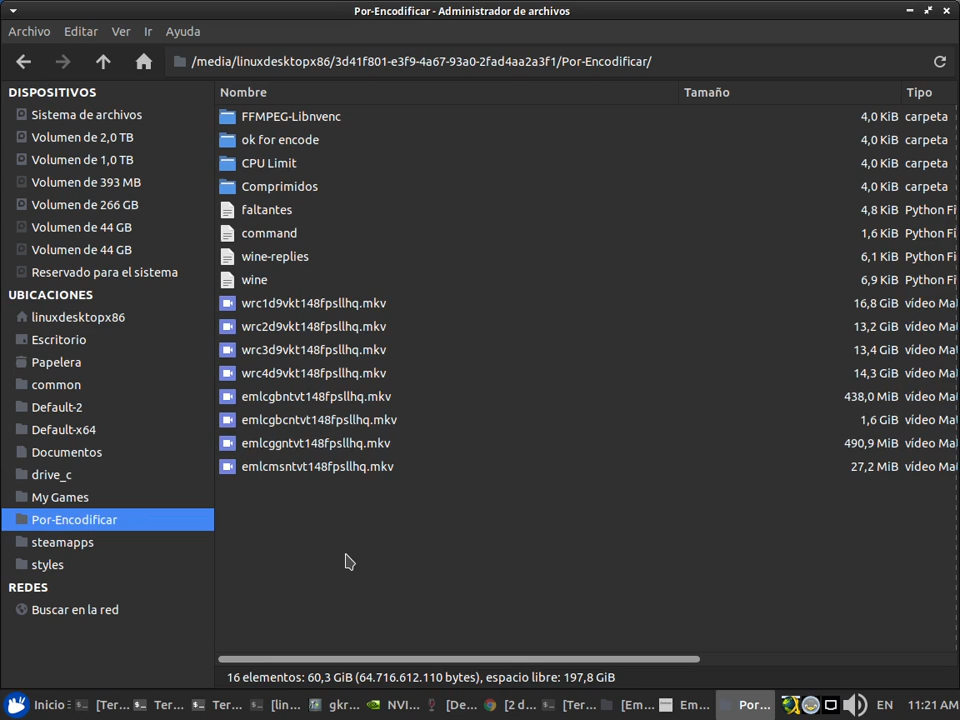 Por-Encodificar - Administrador de archivos
Archivo Editar Ver Ir Ayuda
/media/linuxdesktopx86/3d41f801-e3f9-4a67-93a0-2fad4aa2a3f1/Por-Encodificar/
DISPOSITIVOS
Sistema de archivos
Volumen de 2,0 TB
Volumen de 1,0 TB
Volumen de 393 MB
Volumen de 266 GB
Volumen de 44 GB
Volumen de 44 GB
Reservado para el sistema
UBICACIONES
linuxdesktopx86
Escritorio
Papelera
common
Default-2
Default-x64
Documentos
drive_c
My Games
Por-Encodificar
steamapps
styles
REDES
Buscar en la red
Nombre Tamaño Tipo
FFMPEG-Libnvenc 4,0 KiB carpeta
ok for encode 4,0 KiB carpeta
CPU Limit 4,0 KiB carpeta
Comprimidos 4,0 KiB carpeta
faltantes 4,8 KiB Python Fi
command 1,6 KiB Python Fi
wine-replies 6,1 KiB Python Fi
wine 6,9 KiB Python Fi
wrc1d9vkt148fpsllhq.mkv 16,8 GiB vídeo Mat
wrc2d9vkt148fpsllhq.mkv 13,2 GiB vídeo Mat
wrc3d9vkt148fpsllhq.mkv 13,4 GiB vídeo Mat
wrc4d9vkt148fpsllhq.mkv 14,3 GiB vídeo Mat
emlcgbntvt148fpsllhq.mkv 438,0 MiB vídeo Mat
emlcgbcntvt148fpsllhq.mkv 1,6 GiB vídeo Mat
emlcggntvt148fpsllhq.mkv 490,9 MiB vídeo Mat
emlcmsntvt148fpsllhq.mkv 27,2 MiB vídeo Mat
16 elementos: 60,3 GiB (64.716.612.110 bytes), espacio libre: 197,8 GiB
Inicio [Ter... Ter... Ter... [lin... gkr... NVI... [De... [2 d... [Ter... [Em... Em... Por... EN 11:21 AM